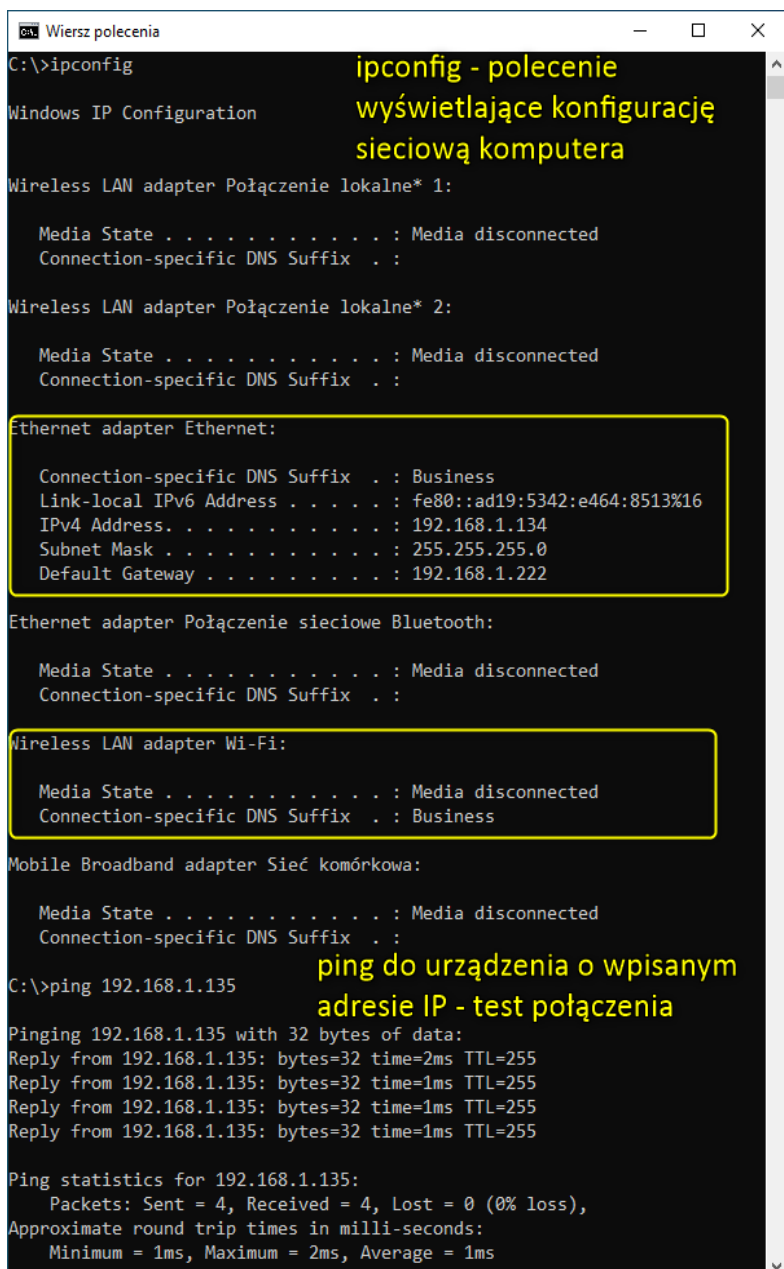 Wiersz polecenia
C:\>ipconfig
ipconfig - polecenie
wyświetlające konfigurację
sieciową komputera
Windows IP Configuration
Wireless LAN adapter Połączenie lokalne* 1:
Media State . . . . . . . . . . . : Media disconnected
Connection-specific DNS Suffix  . :
Wireless LAN adapter Połączenie lokalne* 2:
Media State . . . . . . . . . . . : Media disconnected
Connection-specific DNS Suffix  . :
Ethernet adapter Ethernet:
Connection-specific DNS Suffix  . : Business
Link-local IPv6 Address . . . . . : fe80::ad19:5342:e464:8513%16
IPv4 Address. . . . . . . . . . . : 192.168.1.134
Subnet Mask . . . . . . . . . . . : 255.255.255.0
Default Gateway . . . . . . . . . : 192.168.1.222
Ethernet adapter Połączenie sieciowe Bluetooth:
Media State . . . . . . . . . . . : Media disconnected
Connection-specific DNS Suffix  . :
Wireless LAN adapter Wi-Fi:
Media State . . . . . . . . . . . : Media disconnected
Connection-specific DNS Suffix  . : Business
Mobile Broadband adapter Sieć komórkowa:
Media State . . . . . . . . . . . : Media disconnected
Connection-specific DNS Suffix  . :
ping do urządzenia o wpisanym
adresie IP - test połączenia
C:\>ping 192.168.1.135
Pinging 192.168.1.135 with 32 bytes of data:
Reply from 192.168.1.135: bytes=32 time=2ms TTL=255
Reply from 192.168.1.135: bytes=32 time=1ms TTL=255
Reply from 192.168.1.135: bytes=32 time=1ms TTL=255
Reply from 192.168.1.135: bytes=32 time=1ms TTL=255
Ping statistics for 192.168.1.135:
Packets: Sent = 4, Received = 4, Lost = 0 (0% loss),
Approximate round trip times in milli-seconds:
Minimum = 1ms, Maximum = 2ms, Average = 1ms